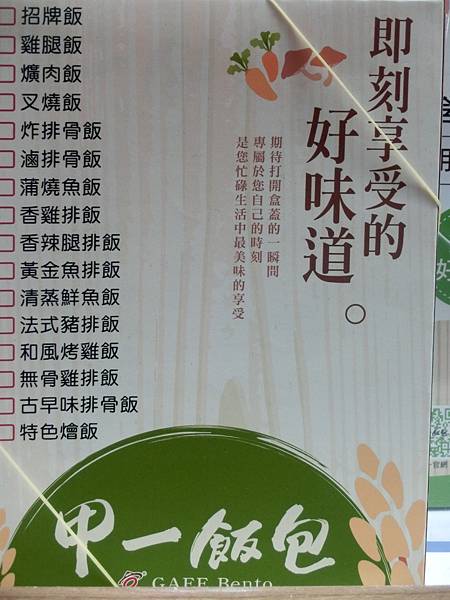 招牌飯
雞腿飯
爌肉飯
叉燒飯
炸排骨飯
滷排骨飯
蒲燒魚飯
香雞排飯
香辣腿排飯
黃金魚排飯
清蒸鮮魚飯
法式豬排飯
和風烤雞飯
無骨雞排飯
古早味排骨飯
特色燴飯
即刻享受的
好味道。
期待打開盒蓋的一瞬間
專屬於您自己的時刻
是您忙碌生活中最美味的享受
甲一飯包
GAFE Bento
好
官網